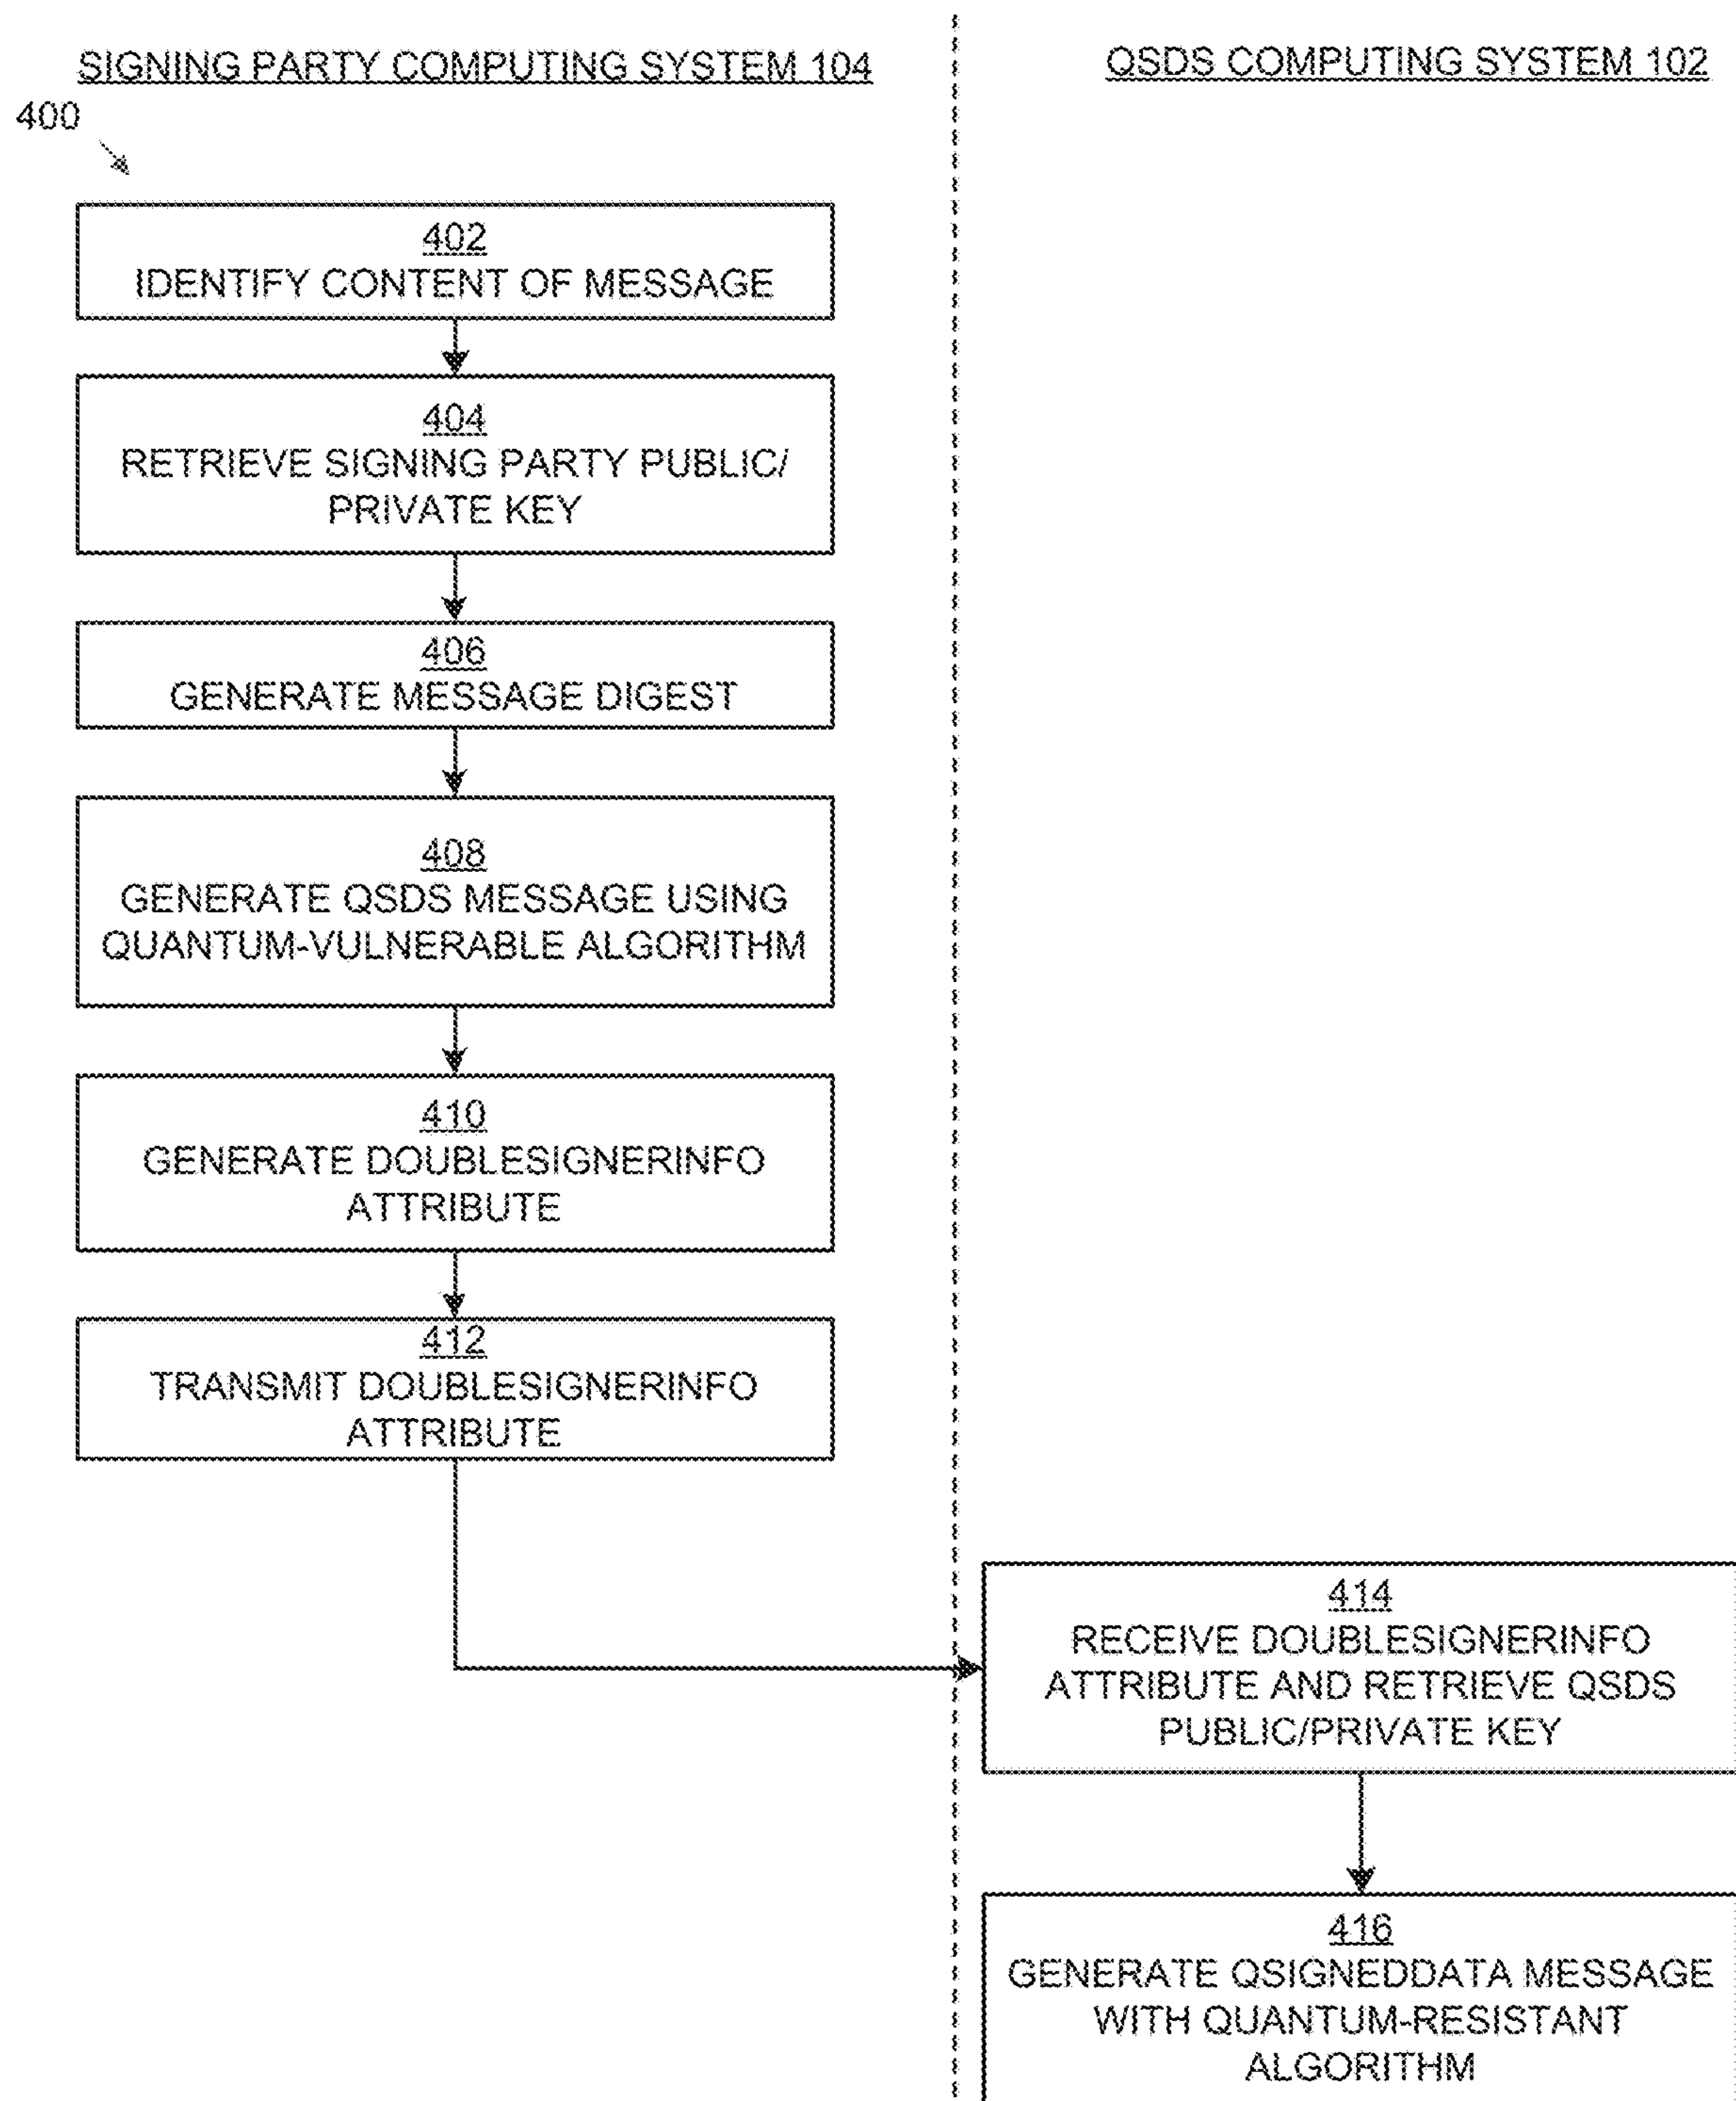 SIGNING PARTY COMPUTING SYSTEM 104
QSDS COMPUTING SYSTEM 102
400
402
IDENTIFY CONTENT OF MESSAGE
404
RETRIEVE SIGNING PARTY PUBLIC/
PRIVATE KEY
406
GENERATE MESSAGE DIGEST
408
GENERATE QSDS MESSAGE USING
QUANTUM-VULNERABLE ALGORITHM
410
GENERATE DOUBLESIGNERINFO
ATTRIBUTE
412
TRANSMIT DOUBLESIGNERINFO
ATTRIBUTE
414
RECEIVE DOUBLESIGNERINFO
ATTRIBUTE AND RETRIEVE QSDS
PUBLIC/PRIVATE KEY
416
GENERATE QSIGNEDDATA MESSAGE
WITH QUANTUM-RESISTANT
ALGORITHM